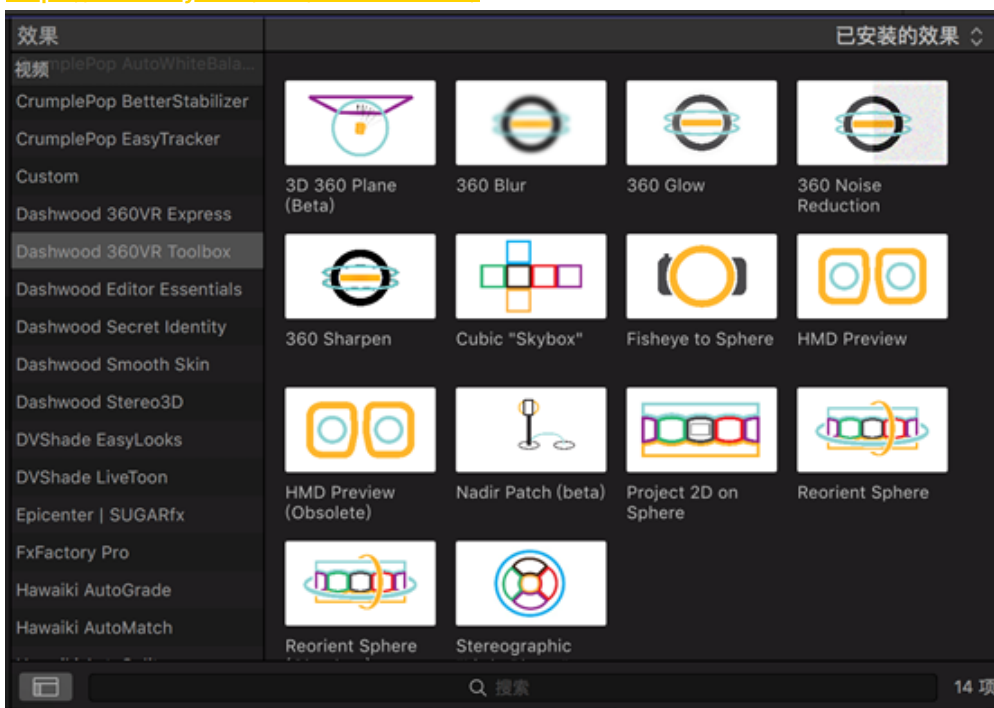 效果
已安装的效果
视频
CrumplePop AutoWhiteBala...
CrumplePop BetterStabilizer
CrumplePop EasyTracker
Custom
Dashwood 360VR Express
Dashwood 360VR Toolbox
Dashwood Editor Essentials
Dashwood Secret Identity
Dashwood Smooth Skin
Dashwood Stereo3D
DVShade EasyLooks
DVShade LiveToon
Epicenter | SUGARfx
FxFactory Pro
Hawaiki AutoGrade
Hawaiki AutoMatch
3D 360 Plane
(Beta)
360 Blur
360 Glow
360 Noise
Reduction
360 Sharpen
Cubic "Skybox"
Fisheye to Sphere
HMD Preview
HMD Preview
(Obsolete)
Nadir Patch (beta)
Project 2D on
Sphere
Reorient Sphere
Reorient Sphere
Stereographic
搜索
14 项